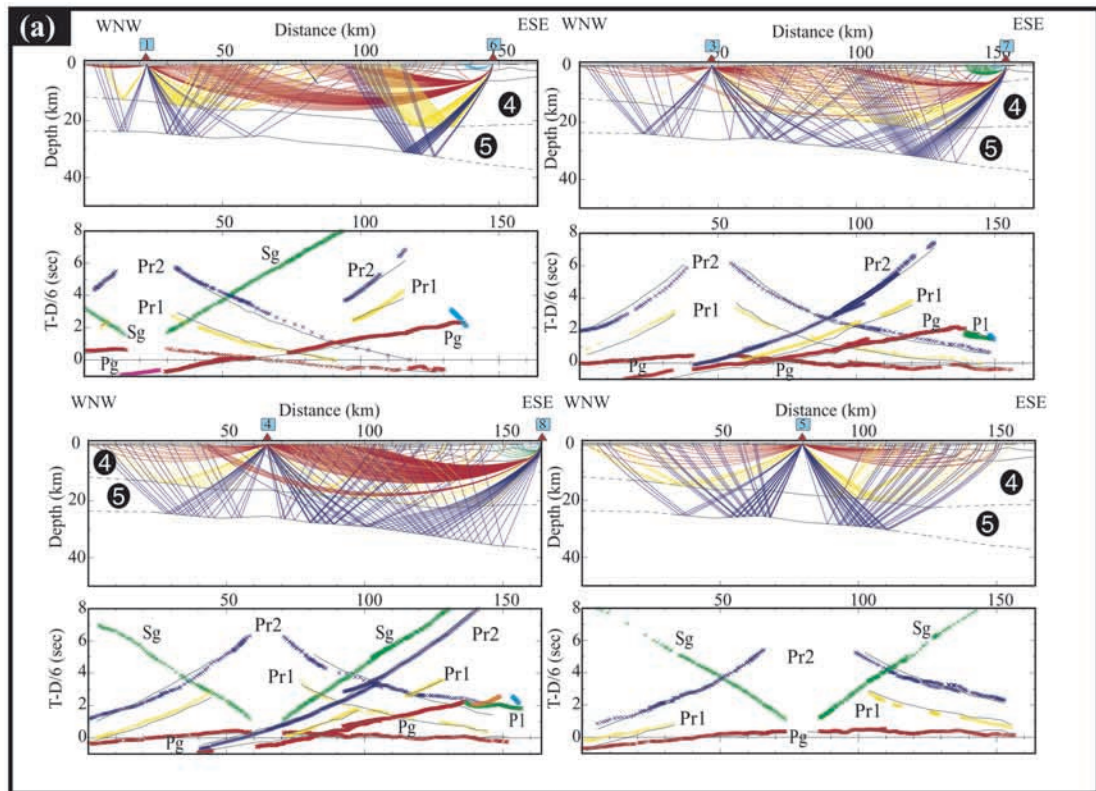 (a)
WNW Distance (km) ESE
1 50 100 6 150
0
20
40
Depth (km)
4
5
50 100 150
8
6
4
2
0
T-D/6 (sec)
Sg
Pr2
Pr2
Pr1
Pr1
Sg
Pg
Pg
WNW Distance (km) ESE
3 50 100 7 150
0
20
40
Depth (km)
4
5
50 100 150
8
6
4
2
0
T-D/6 (sec)
Pr2
Pr2
Pr1
Pr1
Pg
P1
Pg
WNW Distance (km) ESE
50 4 100 150 8
0
20
40
Depth (km)
4
5
50 100 150
8
6
4
2
0
T-D/6 (sec)
Sg
Pr2
Sg
Pr2
Pr1
Pr1
Pg
P1
Pg
WNW Distance (km) ESE
50 5 100 150
0
20
40
Depth (km)
4
5
50 100 150
8
6
4
2
0
T-D/6 (sec)
Sg
Sg
Pr2
Pr1
Pr1
Pg